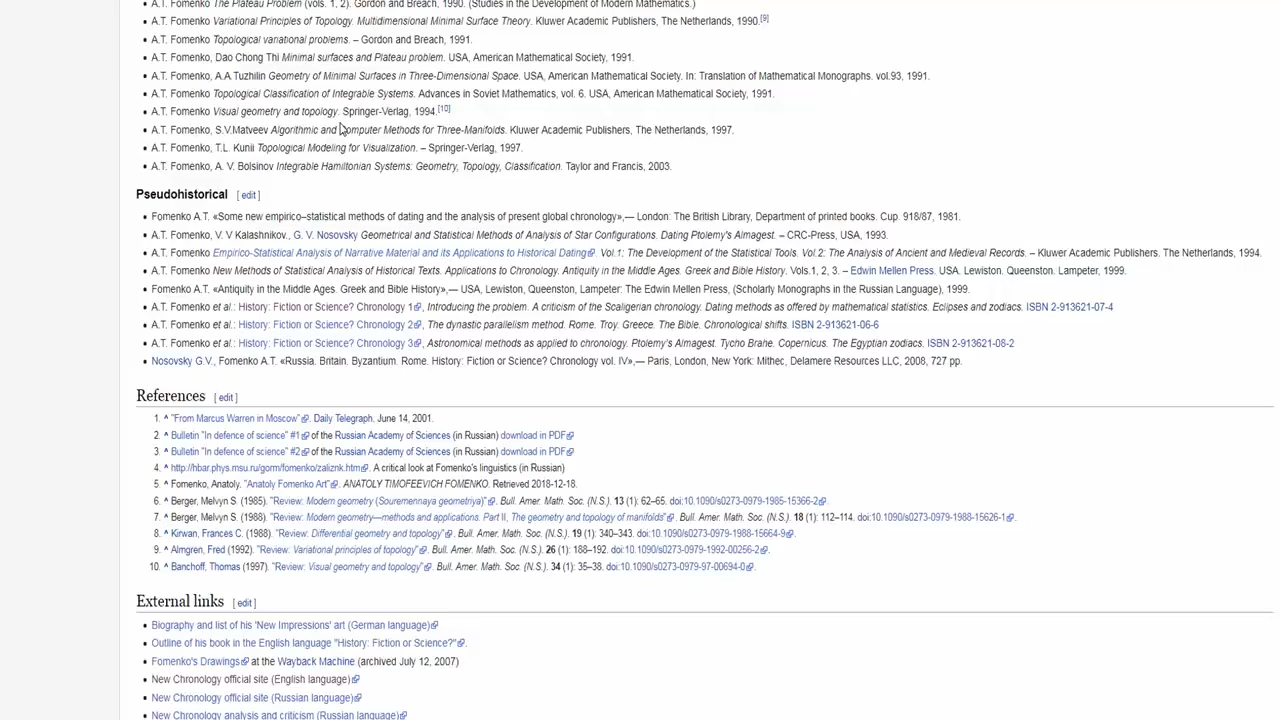 A.T. Fomenko The Plateau Problem (vols. 1, 2). Gordon and Breach, 1990. (Studies in the Development of Modern Mathematics.)
A.T. Fomenko Variational Principles of Topology. Multidimensional Minimal Surface Theory. Kluwer Academic Publishers, The Netherlands, 1990.[9]
A.T. Fomenko Topological variational problems. – Gordon and Breach, 1991.
A.T. Fomenko, Dao Chong Thi Minimal surfaces and Plateau problem. USA, American Mathematical Society, 1991.
A.T. Fomenko, A.A.Tuzhilin Geometry of Minimal Surfaces in Three-Dimensional Space. USA, American Mathematical Society. In: Translation of Mathematical Monographs. vol.93, 1991.
A.T. Fomenko Topological Classification of Integrable Systems. Advances in Soviet Mathematics, vol. 6. USA, American Mathematical Society, 1991.
A.T. Fomenko Visual geometry and topology. Springer-Verlag, 1994.[10]
A.T. Fomenko, S.V.Matveev Algorithmic and Computer Methods for Three-Manifolds. Kluwer Academic Publishers, The Netherlands, 1997.
A.T. Fomenko, T.L. Kunii Topological Modeling for Visualization. – Springer-Verlag, 1997.
A.T. Fomenko, A. V. Bolsinov Integrable Hamiltonian Systems: Geometry, Topology, Classification. Taylor and Francis, 2003.
Pseudohistorical [ edit ]
Fomenko A.T. «Some new empirico–statistical methods of dating and the analysis of present global chronology»,— London: The British Library, Department of printed books. Cup. 918/87, 1981.
A.T. Fomenko, V. V Kalashnikov., G. V. Nosovsky Geometrical and Statistical Methods of Analysis of Star Configurations. Dating Ptolemy's Almagest. – CRC-Press, USA, 1993.
A.T. Fomenko Empirico-Statistical Analysis of Narrative Material and its Applications to Historical Dating. Vol.1: The Development of the Statistical Tools. Vol.2: The Analysis of Ancient and Medieval Records. – Kluwer Academic Publishers. The Netherlands, 1994.
A.T. Fomenko New Methods of Statistical Analysis of Historical Texts. Applications to Chronology. Antiquity in the Middle Ages. Greek and Bible History. Vols.1, 2, 3. – Edwin Mellen Press. USA. Lewiston. Queenston. Lampeter, 1999.
Fomenko A.T. «Antiquity in the Middle Ages. Greek and Bible History»,— USA, Lewiston, Queenston, Lampeter: The Edwin Mellen Press, (Scholarly Monographs in the Russian Language), 1999.
A.T. Fomenko et al.: History: Fiction or Science? Chronology 1, Introducing the problem. A criticism of the Scaligerian chronology. Dating methods as offered by mathematical statistics. Eclipses and zodiacs. ISBN 2-913621-07-4
A.T. Fomenko et al.: History: Fiction or Science? Chronology 2, The dynastic parallelism method. Rome. Troy. Greece. The Bible. Chronological shifts. ISBN 2-913621-06-6
A.T. Fomenko et al.: History: Fiction or Science? Chronology 3, Astronomical methods as applied to chronology. Ptolemy's Almagest. Tycho Brahe. Copernicus. The Egyptian zodiacs. ISBN 2-913621-08-2
Nosovsky G.V., Fomenko A.T. «Russia. Britain. Byzantium. Rome. History: Fiction or Science? Chronology vol. IV»,— Paris, London, New York: Mithec, Delamere Resources LLC, 2008, 727 pp.
References [ edit ]
1. ^ "From Marcus Warren in Moscow". Daily Telegraph. June 14, 2001.
2. ^ Bulletin "In defence of science" #1 of the Russian Academy of Sciences (in Russian) download in PDF
3. ^ Bulletin "In defence of science" #2 of the Russian Academy of Sciences (in Russian) download in PDF
4. ^ http://hbar.phys.msu.ru/gorm/fomenko/zaliznk.htm. A critical look at Fomenko's linguistics (in Russian)
5. ^ Fomenko, Anatoly. "Anatoly Fomenko Art". ANATOLY TIMOFEEVICH FOMENKO. Retrieved 2018-12-18.
6. ^ Berger, Melvyn S. (1985). "Review: Modern geometry (Souremennaya geometriya)". Bull. Amer. Math. Soc. (N.S.). 13 (1): 62–65. doi:10.1090/s0273-0979-1985-15366-2.
7. ^ Berger, Melvyn S. (1988). "Review: Modern geometry—methods and applications. Part II, The geometry and topology of manifolds". Bull. Amer. Math. Soc. (N.S.). 18 (1): 112–114. doi:10.1090/s0273-0979-1988-15626-1.
8. ^ Kirwan, Frances C. (1988). "Review: Differential geometry and topology". Bull. Amer. Math. Soc. (N.S.). 19 (1): 340–343. doi:10.1090/s0273-0979-1988-15664-9.
9. ^ Almgren, Fred (1992). "Review: Variational principles of topology". Bull. Amer. Math. Soc. (N.S.). 26 (1): 188–192. doi:10.1090/s0273-0979-1992-00256-2.
10. ^ Banchoff, Thomas (1997). "Review: Visual geometry and topology". Bull. Amer. Math. Soc. (N.S.). 34 (1): 35–38. doi:10.1090/s0273-0979-97-00694-0.
External links [ edit ]
Biography and list of his 'New Impressions' art (German language)
Outline of his book in the English language "History: Fiction or Science?".
Fomenko's Drawings at the Wayback Machine (archived July 12, 2007)
New Chronology official site (English language)
New Chronology official site (Russian language)
New Chronology analysis and criticism (Russian language)